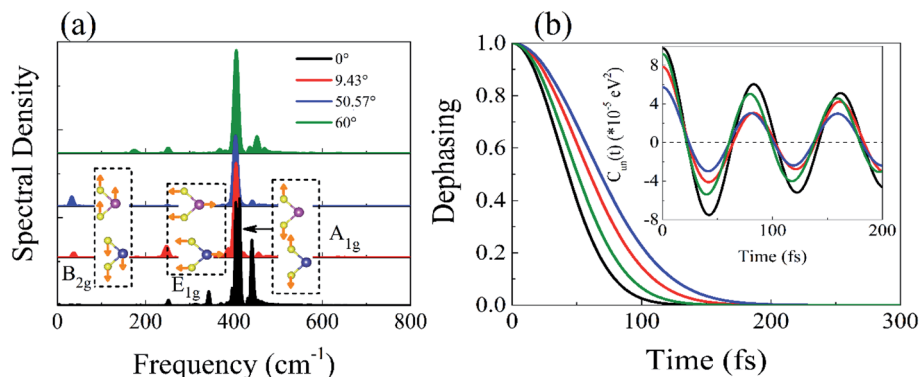 (a)
Spectral Density
0°
9.43°
50.57°
60°
B2g
E1g
A1g
0 200 400 600 800
Frequency (cm-1)
(b)
Dephasing
1.0
0.8
0.6
0.4
0.2
0.0
0 100 200 300
Time (fs)
Cun(t) (*10-5 eV2)
8
4
0
-4
-8
0 50 100 150 200
Time (fs)